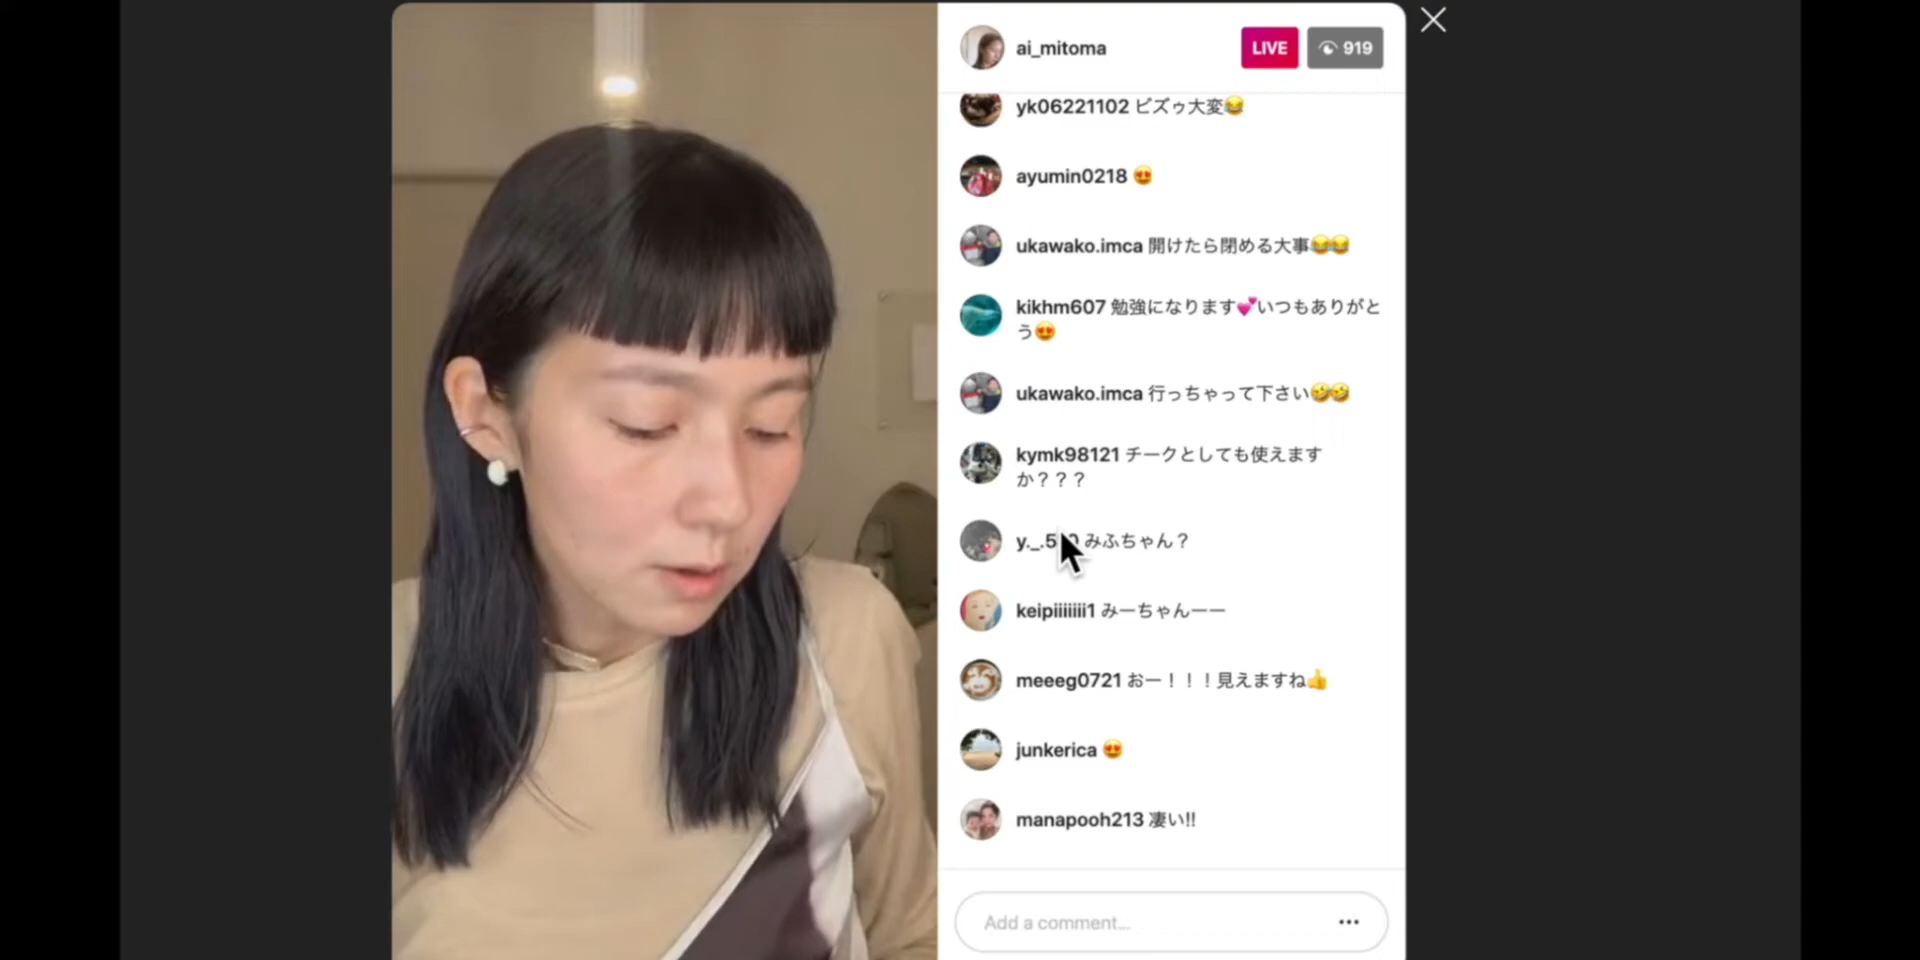 ai_mitoma
LIVE
919
yk06221102 ビズゥ大変😂
ayumin0218 😍
ukawako.imca 開けたら閉める大事😂😂
kikhm607 勉強になります💕いつもありがと
う😍
ukawako.imca 行っちゃって下さい🤣🤣
kymk98121 チークとしても使えます
か？？？
みふちゃん？
keipiiiiiii1 みーちゃんーー
meeeg0721 おー！！！見えますね👍
junkerica 😍
manapooh213 凄い‼
Add a comment...